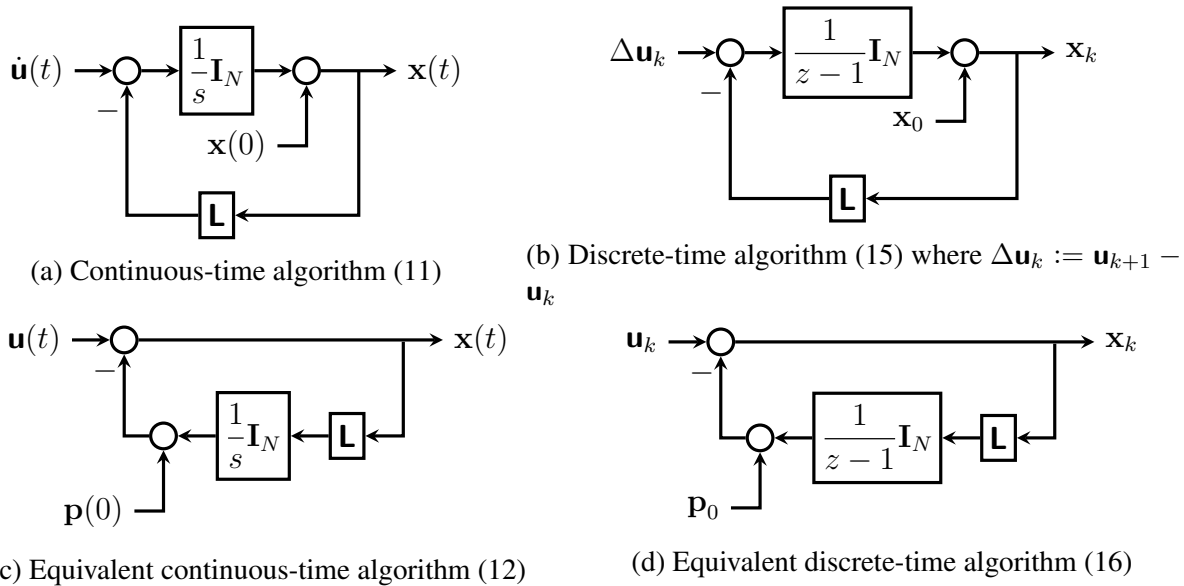 u̇(t)
−
1/s I_N
x(0)
x(t)
L
(a) Continuous-time algorithm (11)
Δu_k
−
1/(z − 1) I_N
x_0
x_k
L
(b) Discrete-time algorithm (15) where Δu_k := u_{k+1} −
u_k
u(t)
−
x(t)
1/s I_N
L
p(0)
c) Equivalent continuous-time algorithm (12)
u_k
−
x_k
1/(z − 1) I_N
L
p_0
(d) Equivalent discrete-time algorithm (16)